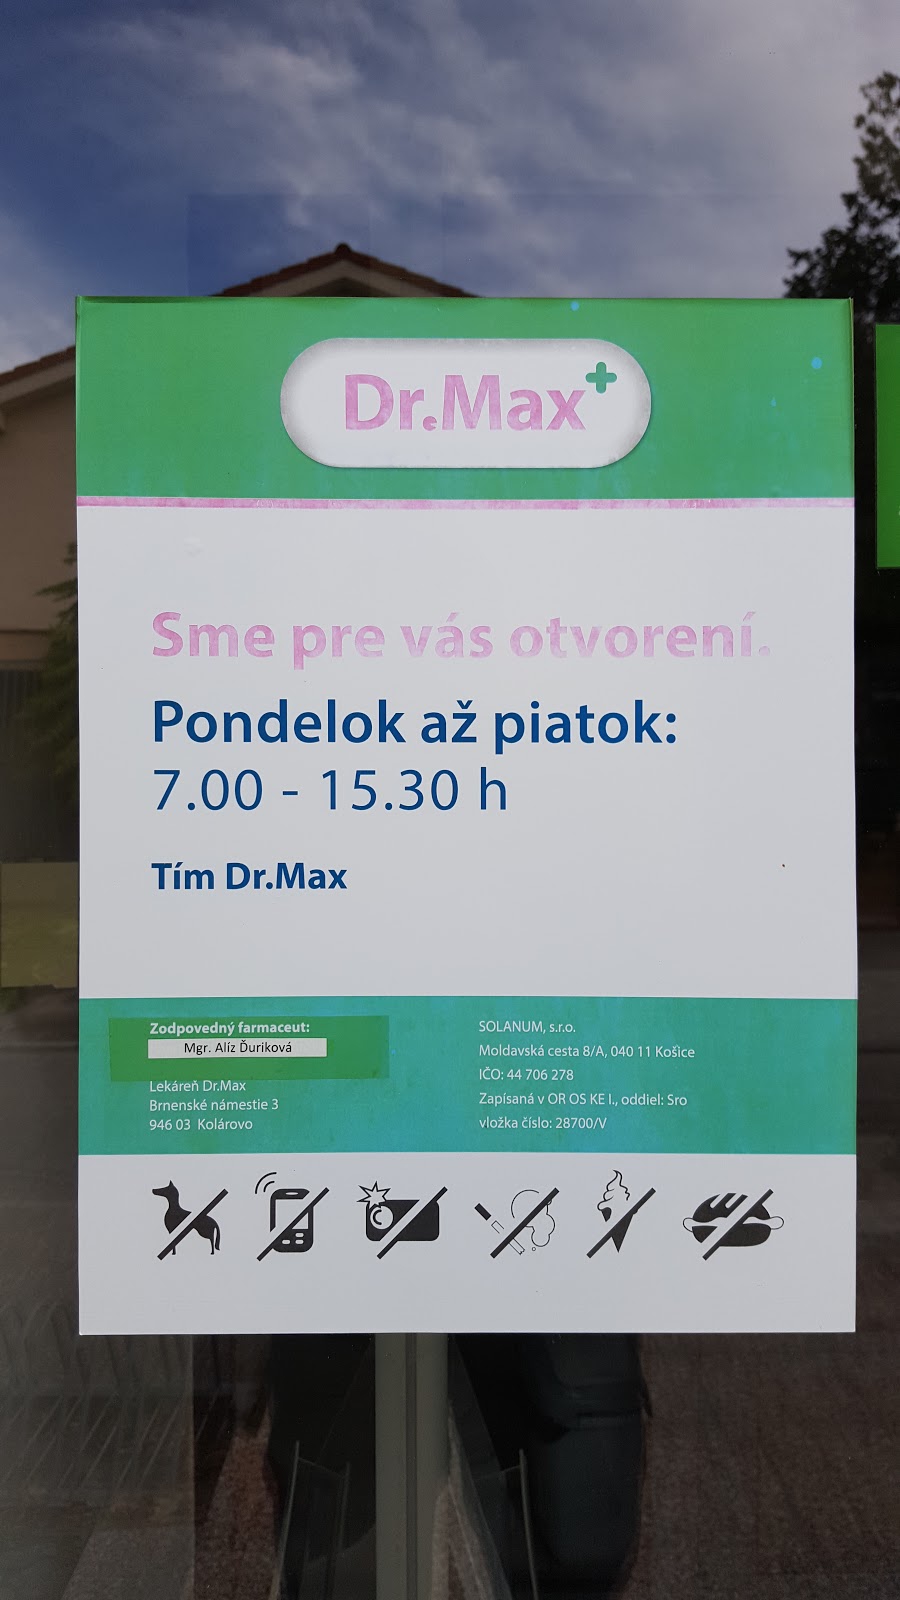 Dr.Max+
Sme pre vás otvorení.
Pondelok až piatok:
7.00 - 15.30 h
Tím Dr.Max
Zodpovedný farmaceut:
Mgr. Alíz Ďuríková
Lekáreň Dr.Max
Brnenské námestie 3
946 03 Kolárovo
SOLANUM, s.r.o.
Moldavská cesta 8/A, 040 11 Košice
IČO: 44 706 278
Zapísaná v OR OS KE I., oddiel: Sro
vložka číslo: 28700/V